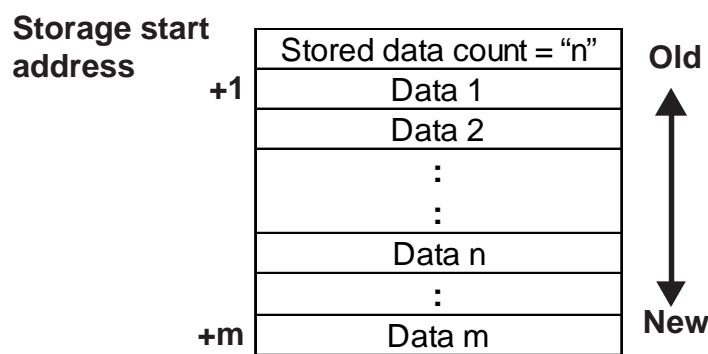 Storage start
address
Stored data count = “n”
Old
+1
Data 1
Data 2
:
:
Data n
:
New
+m
Data m